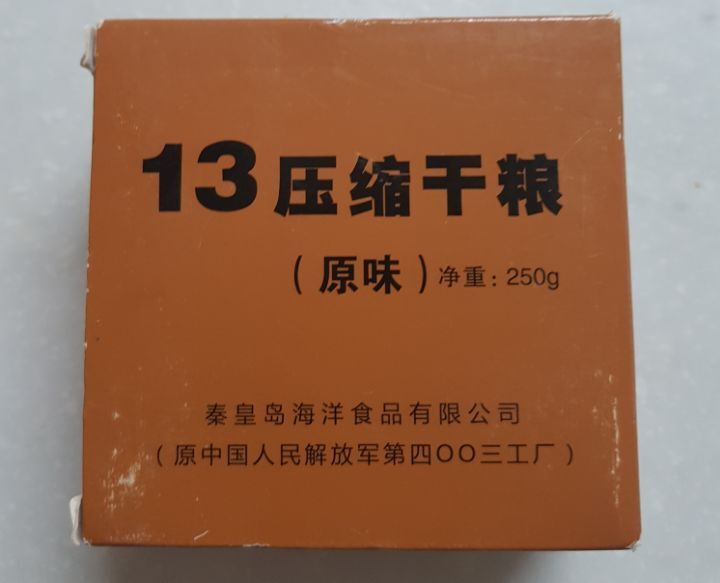 13压缩干粮
(原味)净重：250g
秦皇岛海洋食品有限公司
(原中国人民解放军第四OO三工厂)